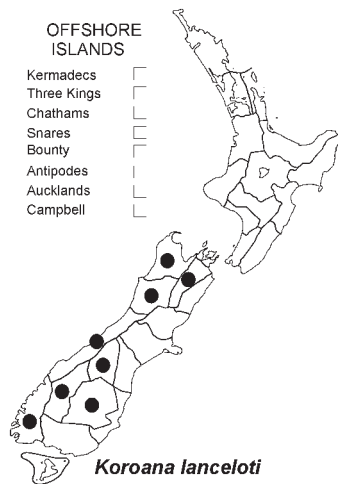 OFFSHORE
ISLANDS
Kermadecs
Three Kings
Chathams
Snares
Bounty
Antipodes
Aucklands
Campbell
Koroana lanceloti